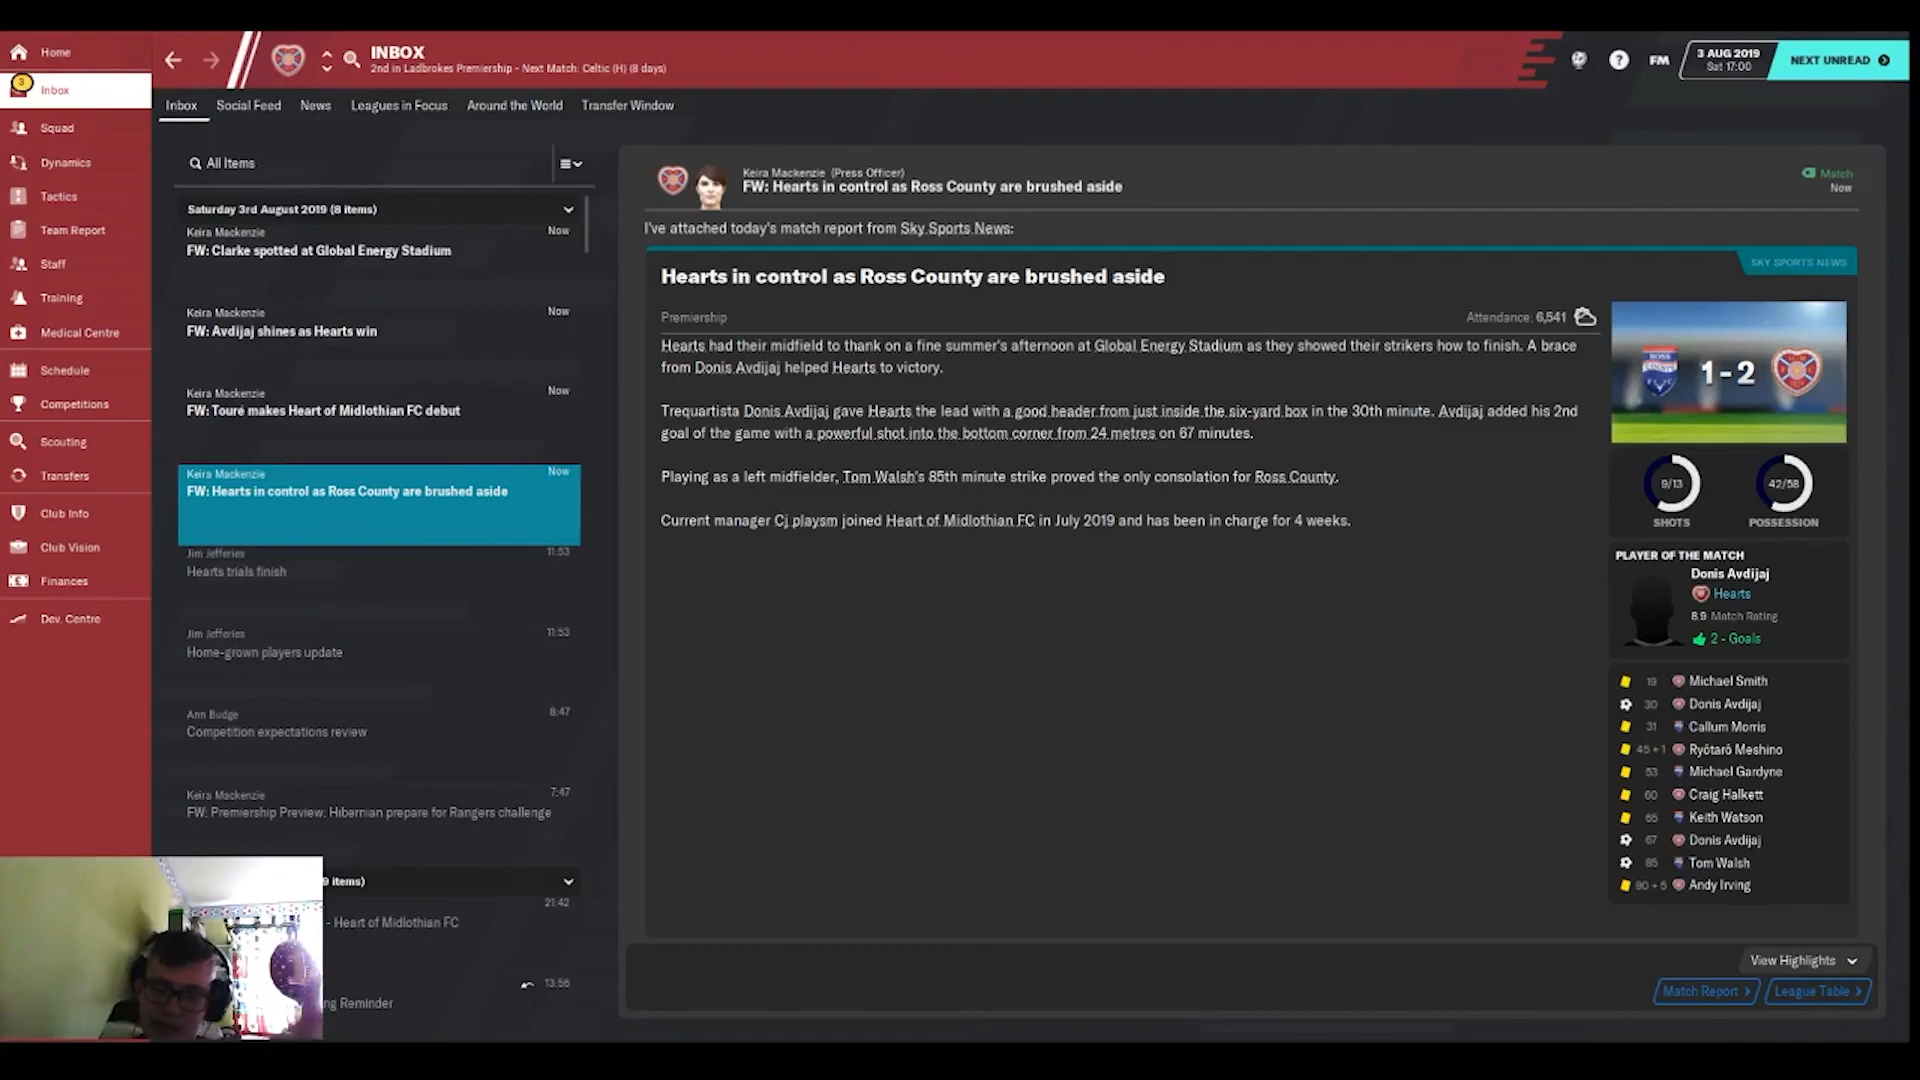 Home
3
Inbox
Squad
Dynamics
Tactics
Team Report
Staff
Training
Medical Centre
Schedule
Competitions
Scouting
Transfers
Club Info
Club Vision
Finances
Dev. Centre
INBOX
2nd in Ladbrokes Premiership - Next Match: Celtic (H) (8 days)
FM
3 AUG 2019
Sat 17:00
NEXT UNREAD
Inbox Social Feed News Leagues in Focus Around the World Transfer Window
All Items
Saturday 3rd August 2019 (8 items)
Keira Mackenzie Now
FW: Clarke spotted at Global Energy Stadium
Keira Mackenzie Now
FW: Avdijaj shines as Hearts win
Keira Mackenzie Now
FW: Touré makes Heart of Midlothian FC debut
Keira Mackenzie Now
FW: Hearts in control as Ross County are brushed aside
Jim Jefferies 11:53
Hearts trials finish
Jim Jefferies 11:53
Home-grown players update
Ann Budge 8:47
Competition expectations review
Keira Mackenzie 7:47
FW: Premiership Preview: Hibernian prepare for Rangers challenge
9 items)
21:42
- Heart of Midlothian FC
13:56
ng Reminder
Keira Mackenzie (Press Officer)
FW: Hearts in control as Ross County are brushed aside
Match
Now
I've attached today's match report from Sky Sports News:
SKY SPORTS NEWS
Hearts in control as Ross County are brushed aside
Premiership Attendance: 6,541
Hearts had their midfield to thank on a fine summer's afternoon at Global Energy Stadium as they showed their strikers how to finish. A brace
from Donis Avdijaj helped Hearts to victory.
Trequartista Donis Avdijaj gave Hearts the lead with a good header from just inside the six-yard box in the 30th minute. Avdijaj added his 2nd
goal of the game with a powerful shot into the bottom corner from 24 metres on 67 minutes.
Playing as a left midfielder, Tom Walsh's 85th minute strike proved the only consolation for Ross County.
Current manager Cj playsm joined Heart of Midlothian FC in July 2019 and has been in charge for 4 weeks.
1 - 2
9/13 42/58
SHOTS POSSESSION
PLAYER OF THE MATCH
Donis Avdijaj
Hearts
8.9 Match Rating
2 - Goals
19 Michael Smith
30 Donis Avdijaj
31 Callum Morris
45 + 1 Ryôtarô Meshino
53 Michael Gardyne
60 Craig Halkett
65 Keith Watson
67 Donis Avdijaj
85 Tom Walsh
90 + 5 Andy Irving
View Highlights
Match Report
League Table